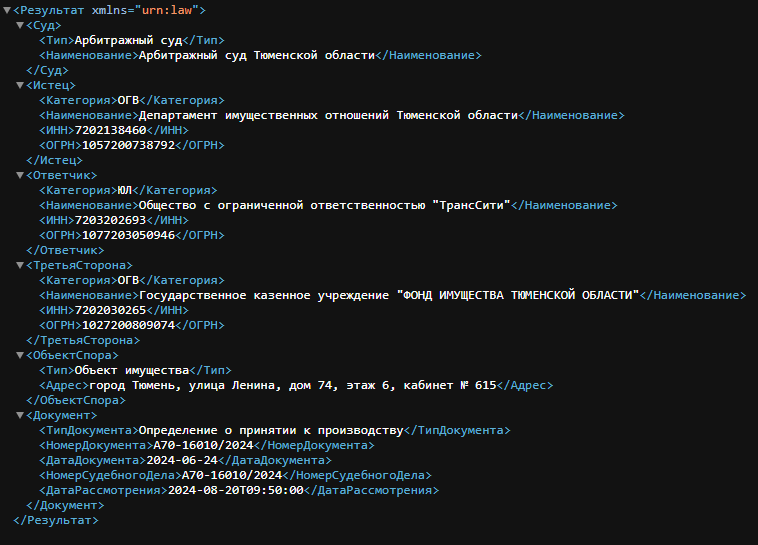 ▼<Результат xmlns="urn:law">
▼<Суд>
<Тип>Арбитражный суд</Тип>
<Наименование>Арбитражный суд Тюменской области</Наименование>
</Суд>
▼<Истец>
<Категория>ОГВ</Категория>
<Наименование>Департамент имущественных отношений Тюменской области</Наименование>
<ИНН>7202138460</ИНН>
<ОГРН>1057200738792</ОГРН>
</Истец>
▼<Ответчик>
<Категория>ЮЛ</Категория>
<Наименование>Общество с ограниченной ответственностью "ТрансСити"</Наименование>
<ИНН>7203202693</ИНН>
<ОГРН>1077203050946</ОГРН>
</Ответчик>
▼<ТретьяСторона>
<Категория>ОГВ</Категория>
<Наименование>Государственное казенное учреждение "ФОНД ИМУЩЕСТВА ТЮМЕНСКОЙ ОБЛАСТИ"</Наименование>
<ИНН>7202030265</ИНН>
<ОГРН>1027200809074</ОГРН>
</ТретьяСторона>
▼<ОбъектСпора>
<Тип>Объект имущества</Тип>
<Адрес>город Тюмень, улица Ленина, дом 74, этаж 6, кабинет № 615</Адрес>
</ОбъектСпора>
▼<Документ>
<ТипДокумента>Определение о принятии к производству</ТипДокумента>
<НомерДокумента>А70-16010/2024</НомерДокумента>
<ДатаДокумента>2024-06-24</ДатаДокумента>
<НомерСудебногоДела>А70-16010/2024</НомерСудебногоДела>
<ДатаРассмотрения>2024-08-20T09:50:00</ДатаРассмотрения>
</Документ>
</Результат>